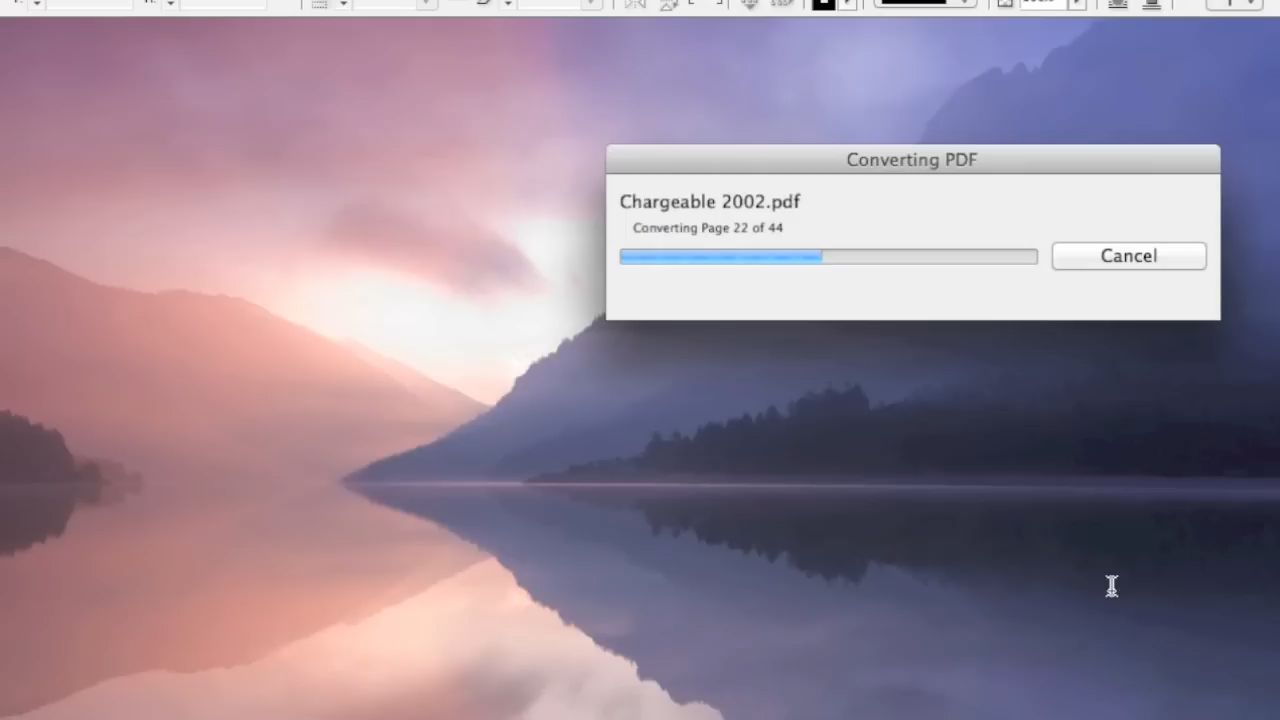 Converting PDF
Chargeable 2002.pdf
Converting Page 22 of 44
Cancel